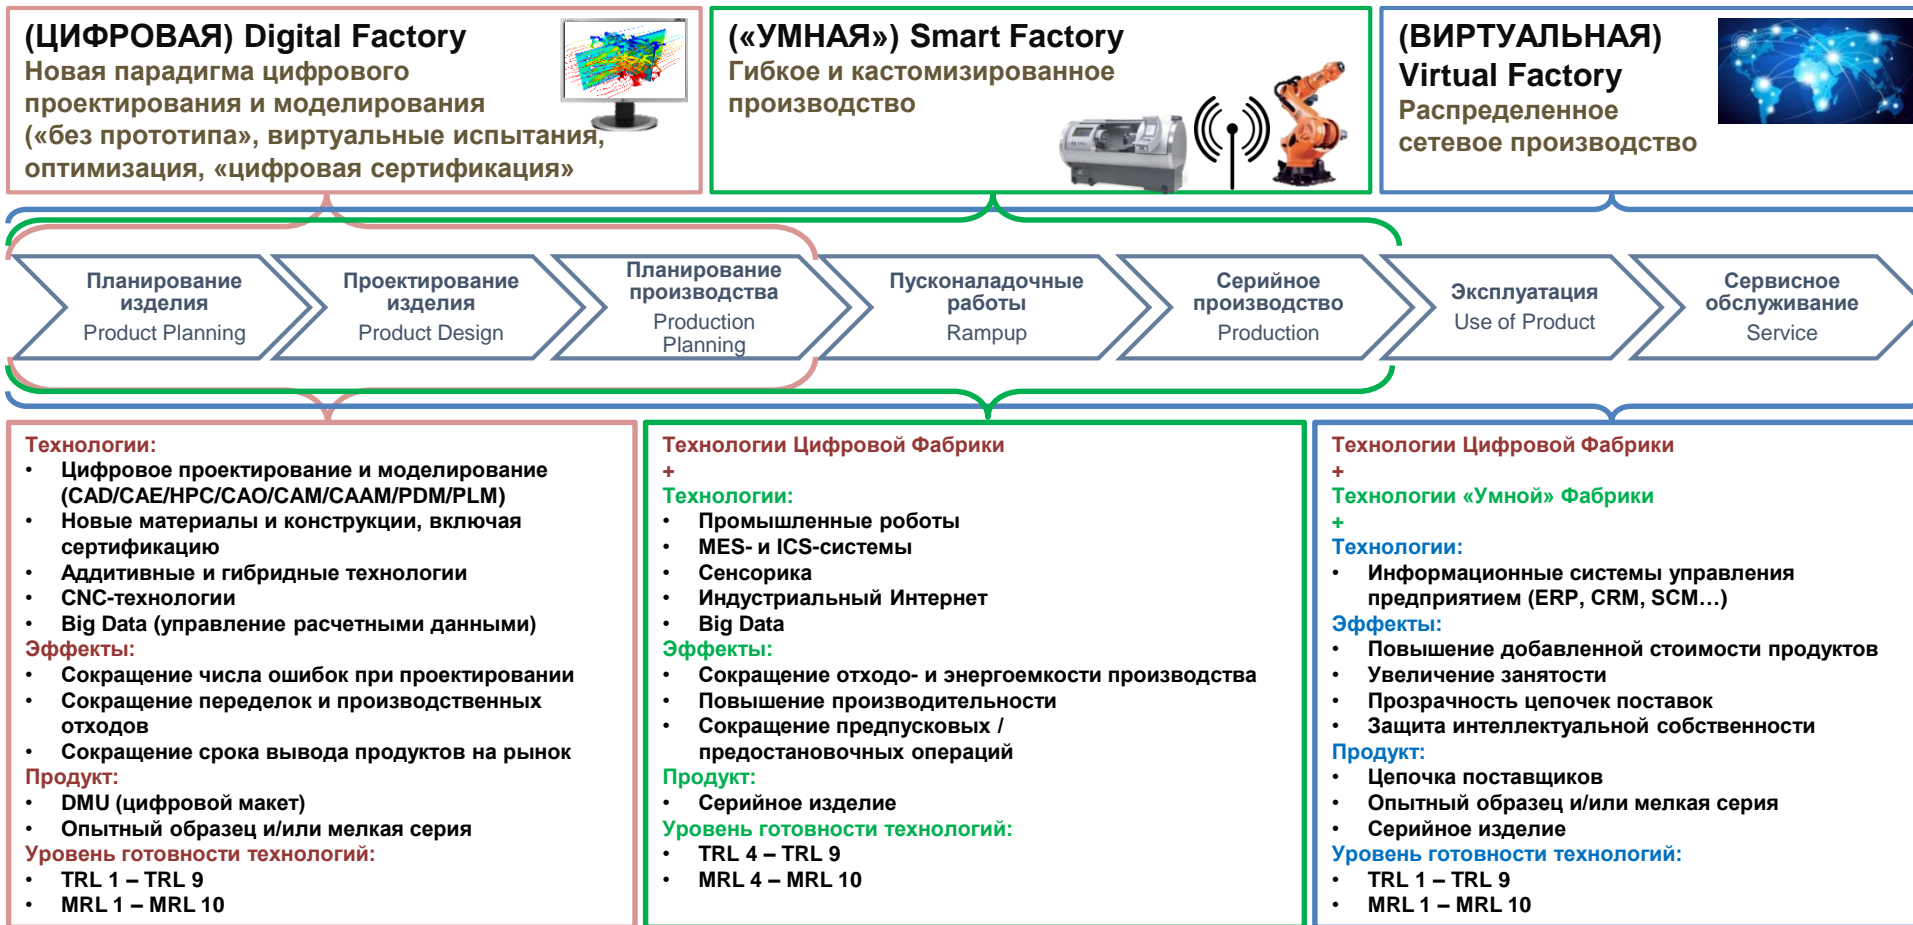 (ЦИФРОВАЯ) Digital Factory
Новая парадигма цифрового
проектирования и моделирования
(«без прототипа», виртуальные испытания,
оптимизация, «цифровая сертификация»
(«УМНАЯ») Smart Factory
Гибкое и кастомизированное
производство
(ВИРТУАЛЬНАЯ)
Virtual Factory
Распределенное
сетевое производство
Планирование
изделия
Product Planning
Проектирование
изделия
Product Design
Планирование
производства
Production
Planning
Пусконаладочные
работы
Rampup
Серийное
производство
Production
Эксплуатация
Use of Product
Сервисное
обслуживание
Service
Технологии:
• Цифровое проектирование и моделирование
(CAD/CAE/HPC/CAO/CAM/CAAM/PDM/PLM)
• Новые материалы и конструкции, включая
сертификацию
• Аддитивные и гибридные технологии
• CNC-технологии
• Big Data (управление расчетными данными)
Эффекты:
• Сокращение числа ошибок при проектировании
• Сокращение переделок и производственных
отходов
• Сокращение срока вывода продуктов на рынок
Продукт:
• DMU (цифровой макет)
• Опытный образец и/или мелкая серия
Уровень готовности технологий:
• TRL 1 – TRL 9
• MRL 1 – MRL 10
Технологии Цифровой Фабрики
+
Технологии:
• Промышленные роботы
• MES- и ICS-системы
• Сенсорика
• Индустриальный Интернет
• Big Data
Эффекты:
• Сокращение отходо- и энергоемкости производства
• Повышение производительности
• Сокращение предпусковых /
предостановочных операций
Продукт:
• Серийное изделие
Уровень готовности технологий:
• TRL 4 – TRL 9
• MRL 4 – MRL 10
Технологии Цифровой Фабрики
+
Технологии «Умной» Фабрики
+
Технологии:
• Информационные системы управления
предприятием (ERP, CRM, SCM…)
Эффекты:
• Повышение добавленной стоимости продуктов
• Увеличение занятости
• Прозрачность цепочек поставок
• Защита интеллектуальной собственности
Продукт:
• Цепочка поставщиков
• Опытный образец и/или мелкая серия
• Серийное изделие
Уровень готовности технологий:
• TRL 1 – TRL 9
• MRL 1 – MRL 10